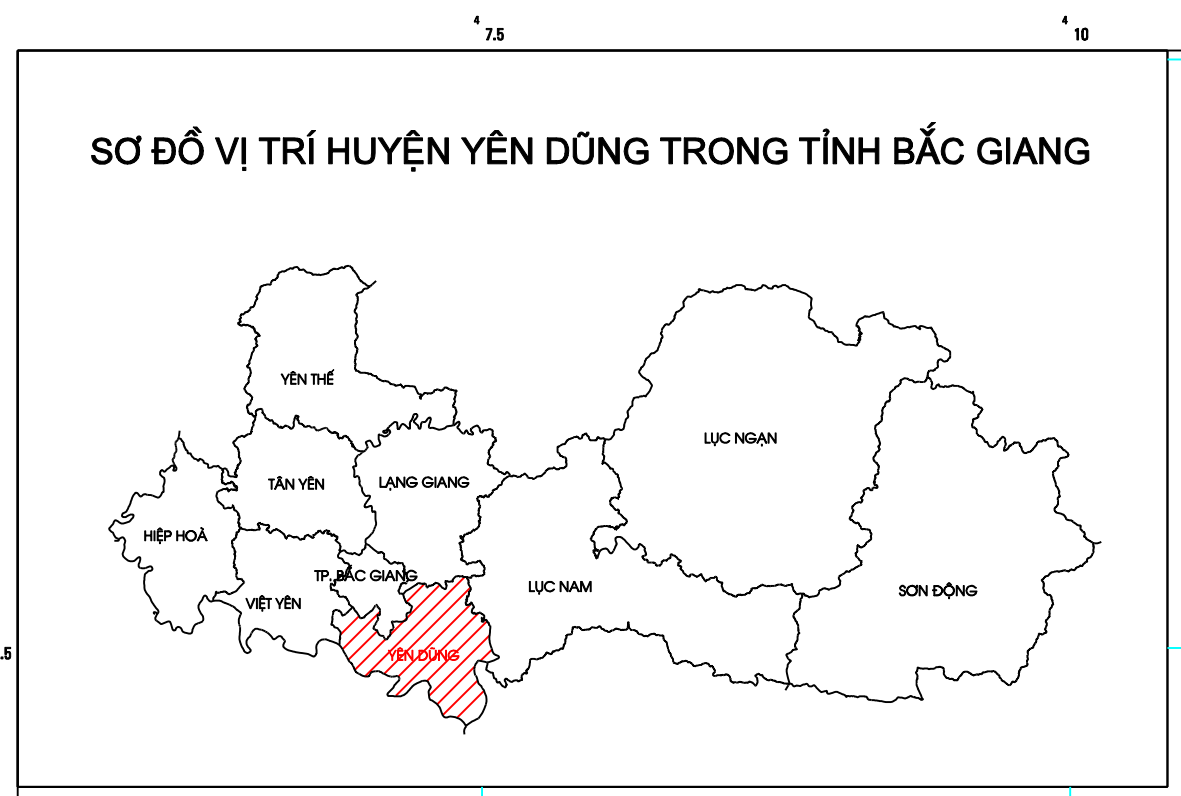 4 7.5
4 10
SƠ ĐỒ VỊ TRÍ HUYỆN YÊN DŨNG TRONG TỈNH BẮC GIANG
YÊN THẾ
LỤC NGẠN
TÂN YÊN
LẠNG GIANG
HIỆP HOÀ
TP. BẮC GIANG
LỤC NAM
SƠN ĐỘNG
VIỆT YÊN
YÊN DŨNG
.5